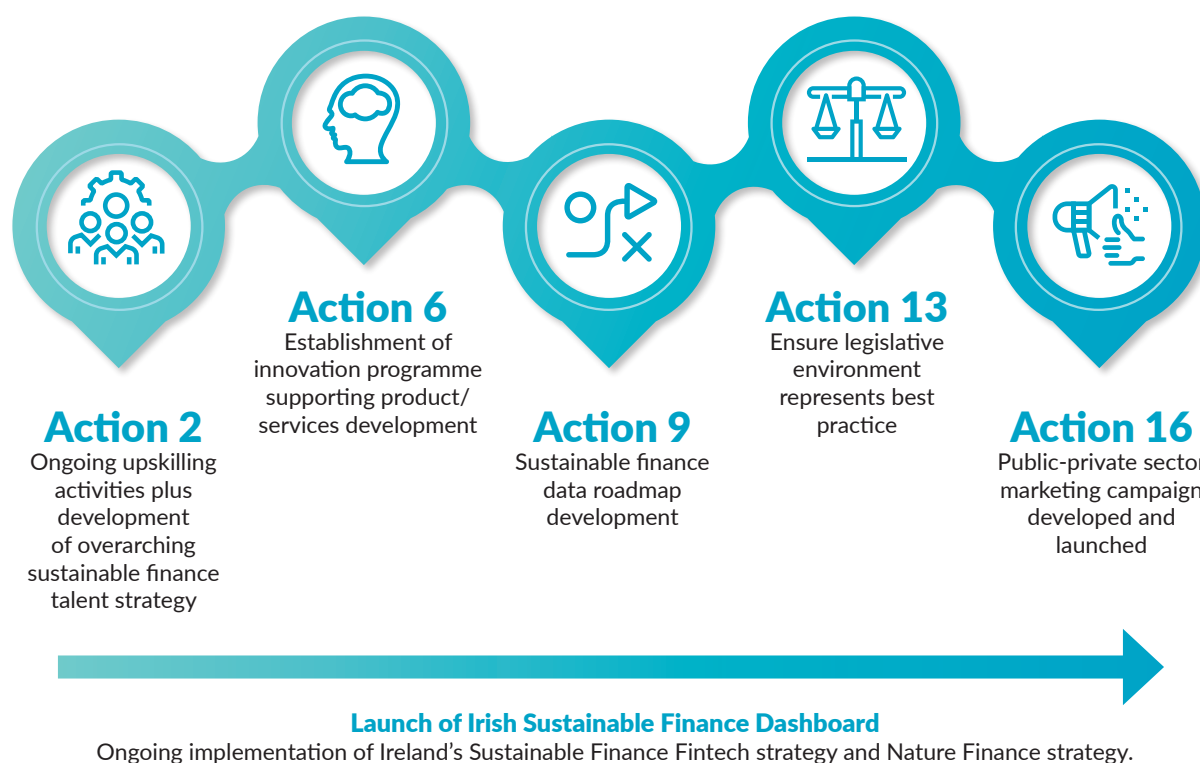 Action 2
Ongoing upskilling
activities plus
development
of overarching
sustainable finance
talent strategy
Action 6
Establishment of
innovation programme
supporting product/
services development
Action 9
Sustainable finance
data roadmap
development
Action 13
Ensure legislative
environment
represents best
practice
Action 16
Public-private sector
marketing campaign
developed and
launched
Launch of Irish Sustainable Finance Dashboard
Ongoing implementation of Ireland's Sustainable Finance Fintech strategy and Nature Finance strategy.